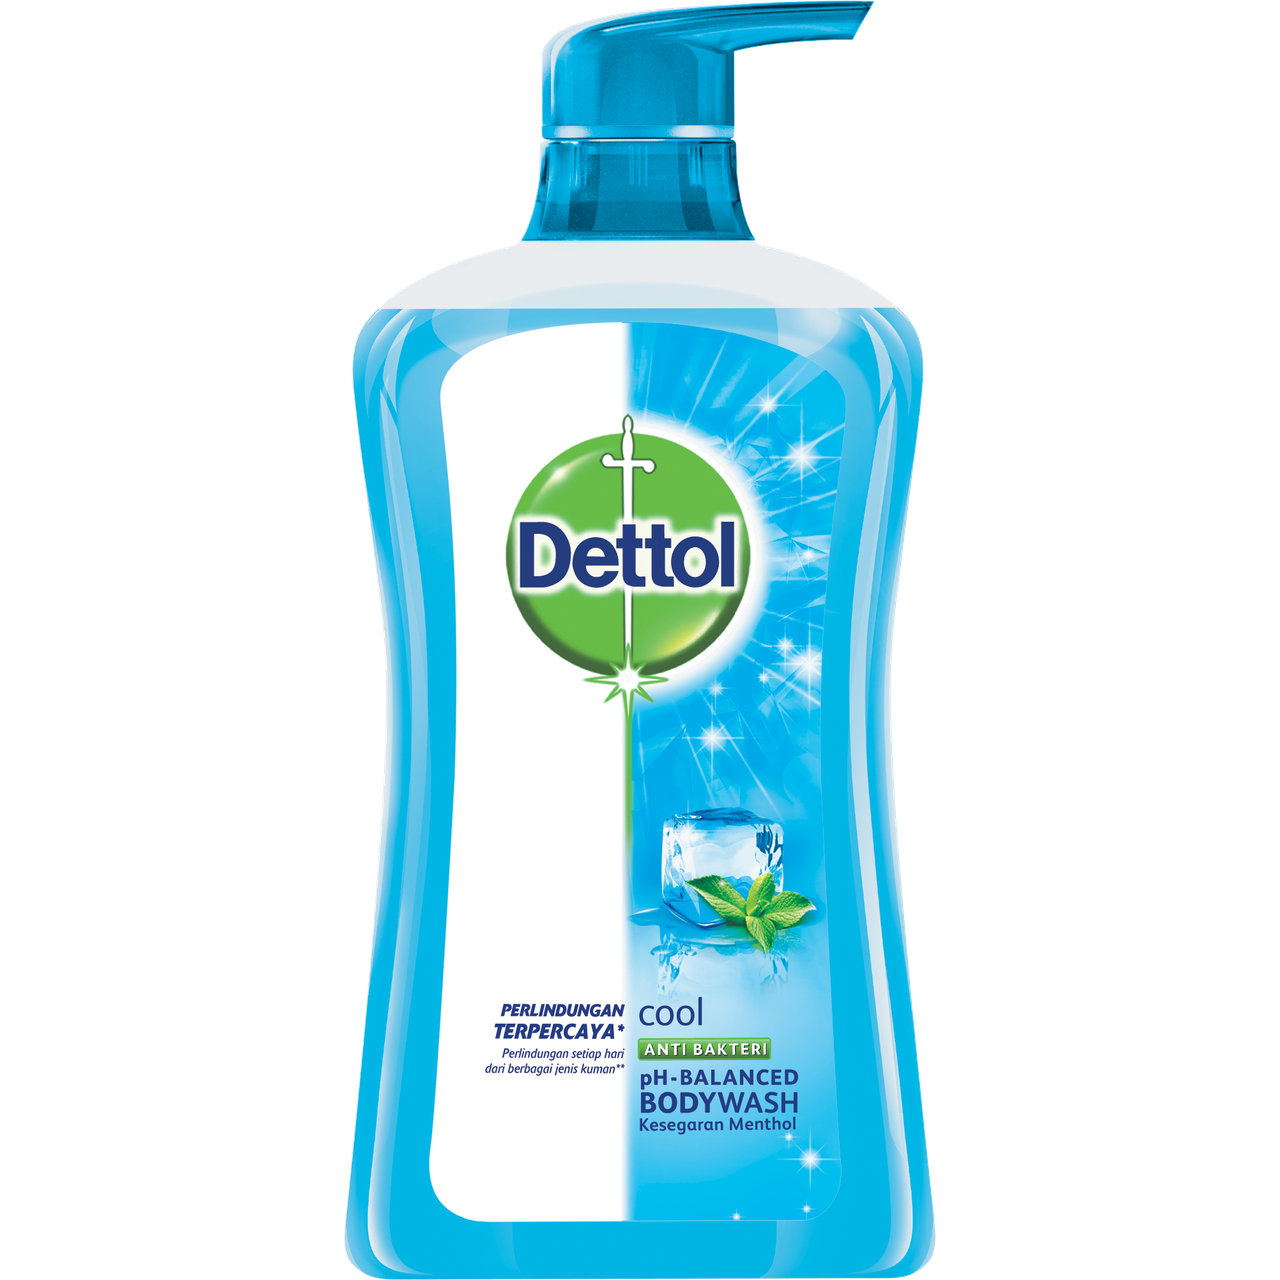 Dettol
PERLINDUNGAN
TERPERCAYA*
Perlindungan setiap hari
dari berbagai jenis kuman**
cool
ANTI BAKTERI
pH-BALANCED
BODYWASH
Kesegaran Menthol